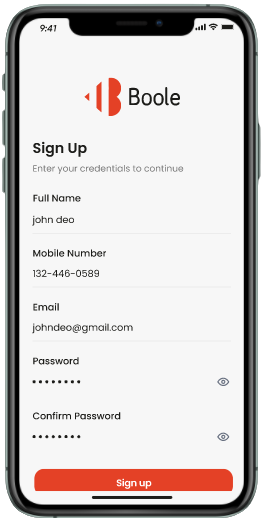 9:41
Boole
Sign Up
Enter your credentials to continue
Full Name
john deo
Mobile Number
132-446-0589
Email
johndeo@gmail.com
Password
Confirm Password
Sign up